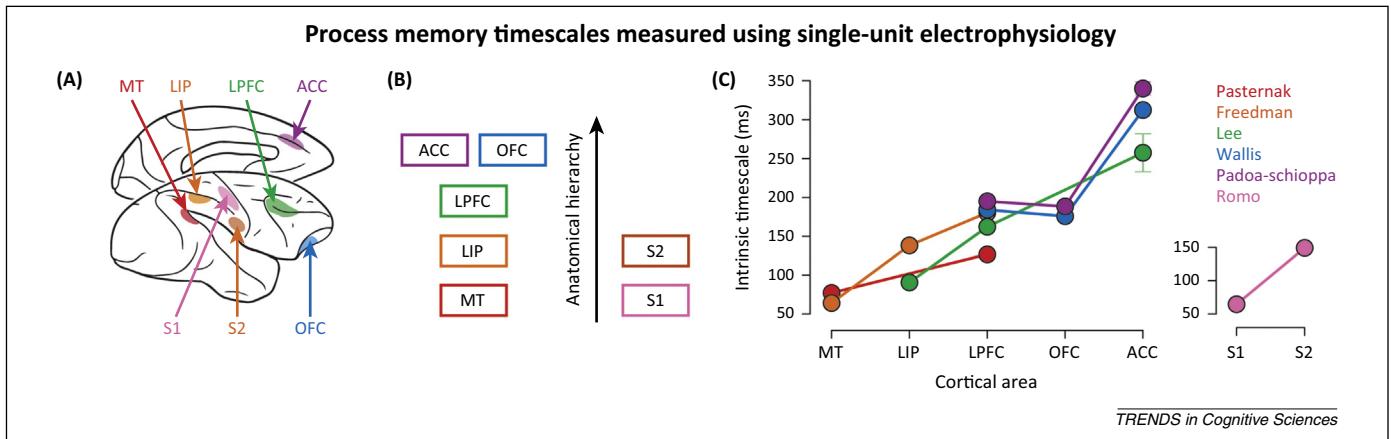 Process memory timescales measured using single-unit electrophysiology
(A)
MT LIP LPFC ACC
S1 S2 OFC
(B)
ACC OFC
LPFC
LIP S2
MT S1
Anatomical hierarchy
(C)
Intrinsic timescale (ms)
350
300
250
200
150
100
50
MT LIP LPFC OFC ACC
Cortical area
Pasternak
Freedman
Lee
Wallis
Padoa-schioppa
Romo
150
100
50
S1 S2
TRENDS in Cognitive Sciences